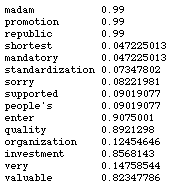 madam 0.99
promotion 0.99
republic 0.99
shortest 0.047225013
mandatory 0.047225013
standardization 0.07347802
sorry 0.08221981
supported 0.09019077
people's 0.09019077
enter 0.9075001
quality 0.8921298
organization 0.12454646
investment 0.8568143
very 0.14758544
valuable 0.82347786